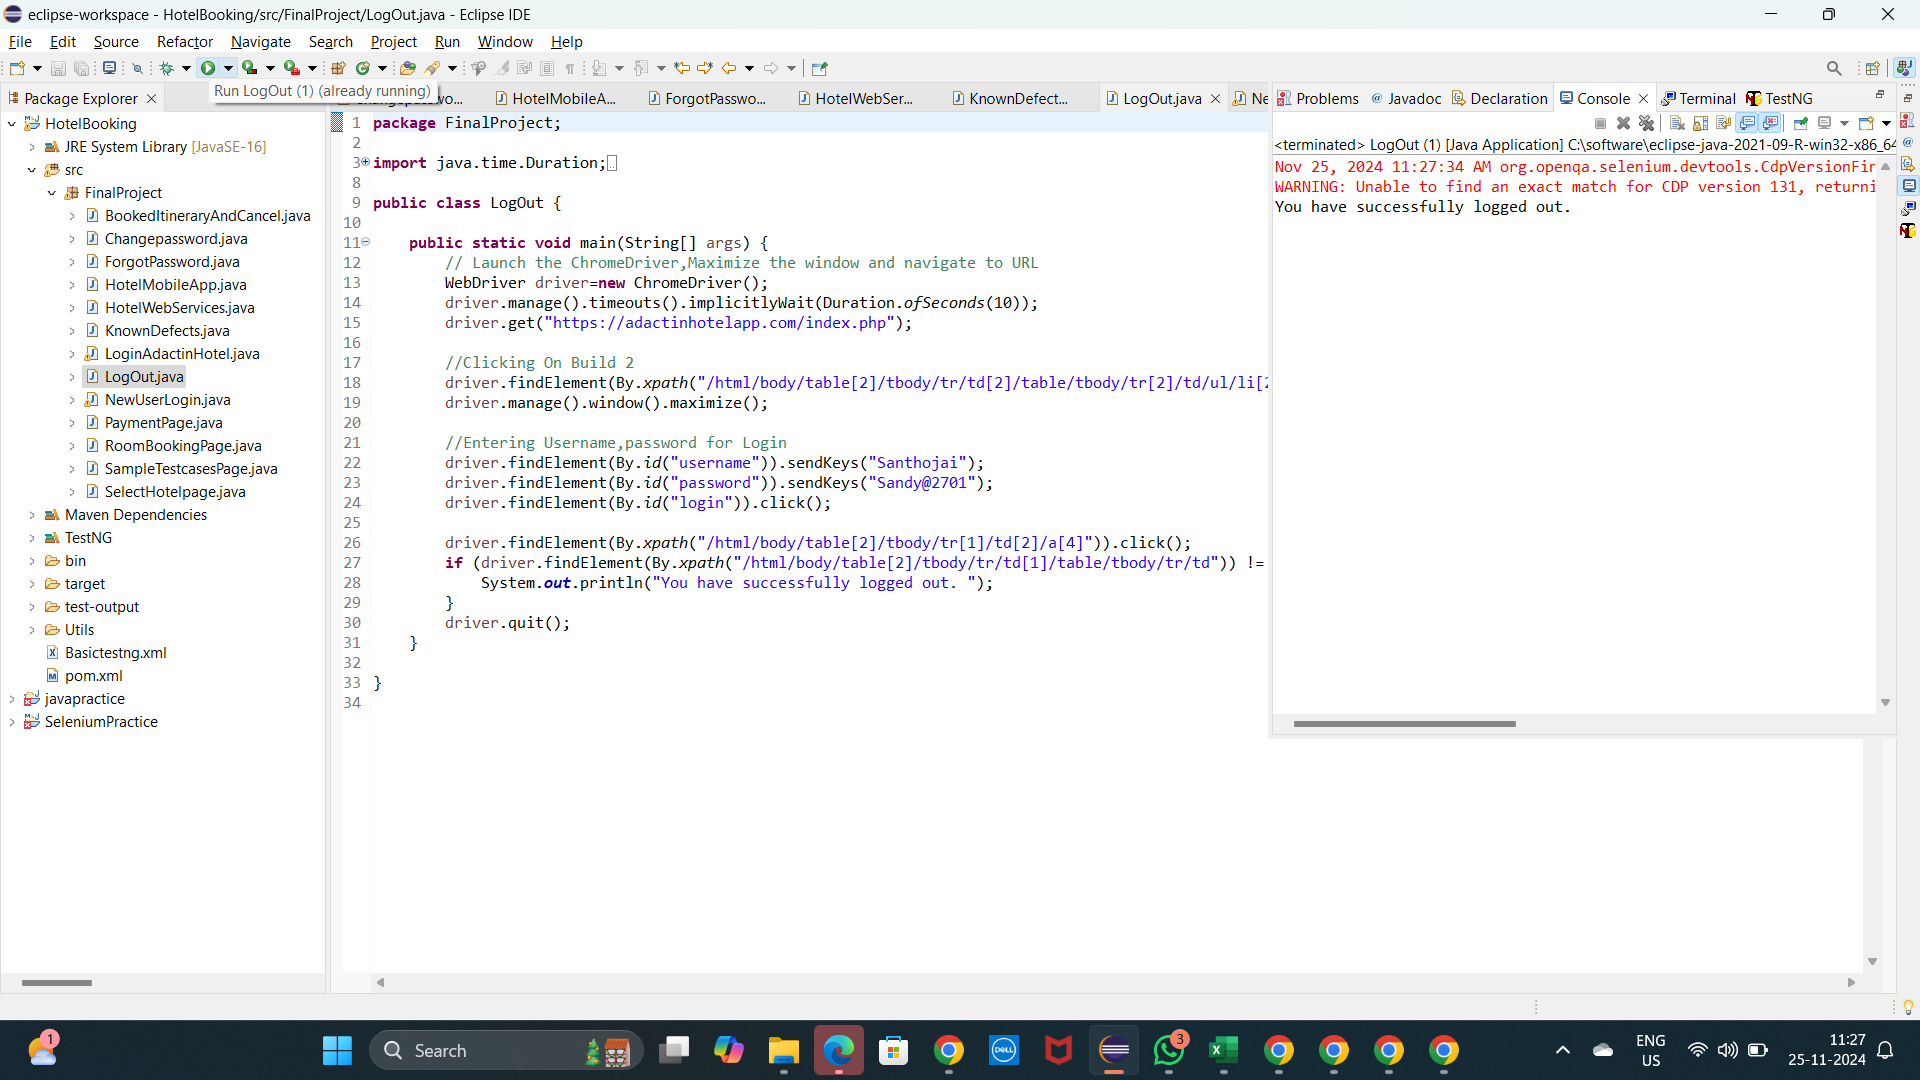 eclipse-workspace - HotelBooking/src/FinalProject/LogOut.java - Eclipse IDE
File Edit Source Refactor Navigate Search Project Run Window Help
Run LogOut (1) (already running)
Package Explorer
HotelBooking
JRE System Library [JavaSE-16]
src
FinalProject
BookedItineraryAndCancel.java
Changepassword.java
ForgotPassword.java
HotelMobileApp.java
HotelWebServices.java
KnownDefects.java
LoginAdactinHotel.java
LogOut.java
NewUserLogin.java
PaymentPage.java
RoomBookingPage.java
SampleTestcasesPage.java
SelectHotelpage.java
Maven Dependencies
TestNG
bin
target
test-output
Utils
Basictestng.xml
pom.xml
javapractice
SeleniumPractice
HotelMobileA... ForgotPasswo... HotelWebSer... KnownDefect... LogOut.java Ne
1 package FinalProject;
2
3 import java.time.Duration;
8
9 public class LogOut {
10
11 public static void main(String[] args) {
12 // Launch the ChromeDriver,Maximize the window and navigate to URL
13 WebDriver driver=new ChromeDriver();
14 driver.manage().timeouts().implicitlyWait(Duration.ofSeconds(10));
15 driver.get("https://adactinhotelapp.com/index.php");
16
17 //Clicking On Build 2
18 driver.findElement(By.xpath("/html/body/table[2]/tbody/tr/td[2]/table/tbody/tr[2]/td/ul/li[2
19 driver.manage().window().maximize();
20
21 //Entering Username,password for Login
22 driver.findElement(By.id("username")).sendKeys("Santhojai");
23 driver.findElement(By.id("password")).sendKeys("Sandy@2701");
24 driver.findElement(By.id("login")).click();
25
26 driver.findElement(By.xpath("/html/body/table[2]/tbody/tr[1]/td[2]/a[4]")).click();
27 if (driver.findElement(By.xpath("/html/body/table[2]/tbody/tr/td[1]/table/tbody/tr/td")) !=
28 System.out.println("You have successfully logged out. ");
29 }
30 driver.quit();
31 }
32
33 }
34
Problems Javadoc Declaration Console Terminal TestNG
<terminated> LogOut (1) [Java Application] C:\software\eclipse-java-2021-09-R-win32-x86_64
Nov 25, 2024 11:27:34 AM org.openqa.selenium.devtools.CdpVersionFin
WARNING: Unable to find an exact match for CDP version 131, returni
You have successfully logged out.
1
Search
DELL
3
ENG
US
11:27
25-11-2024